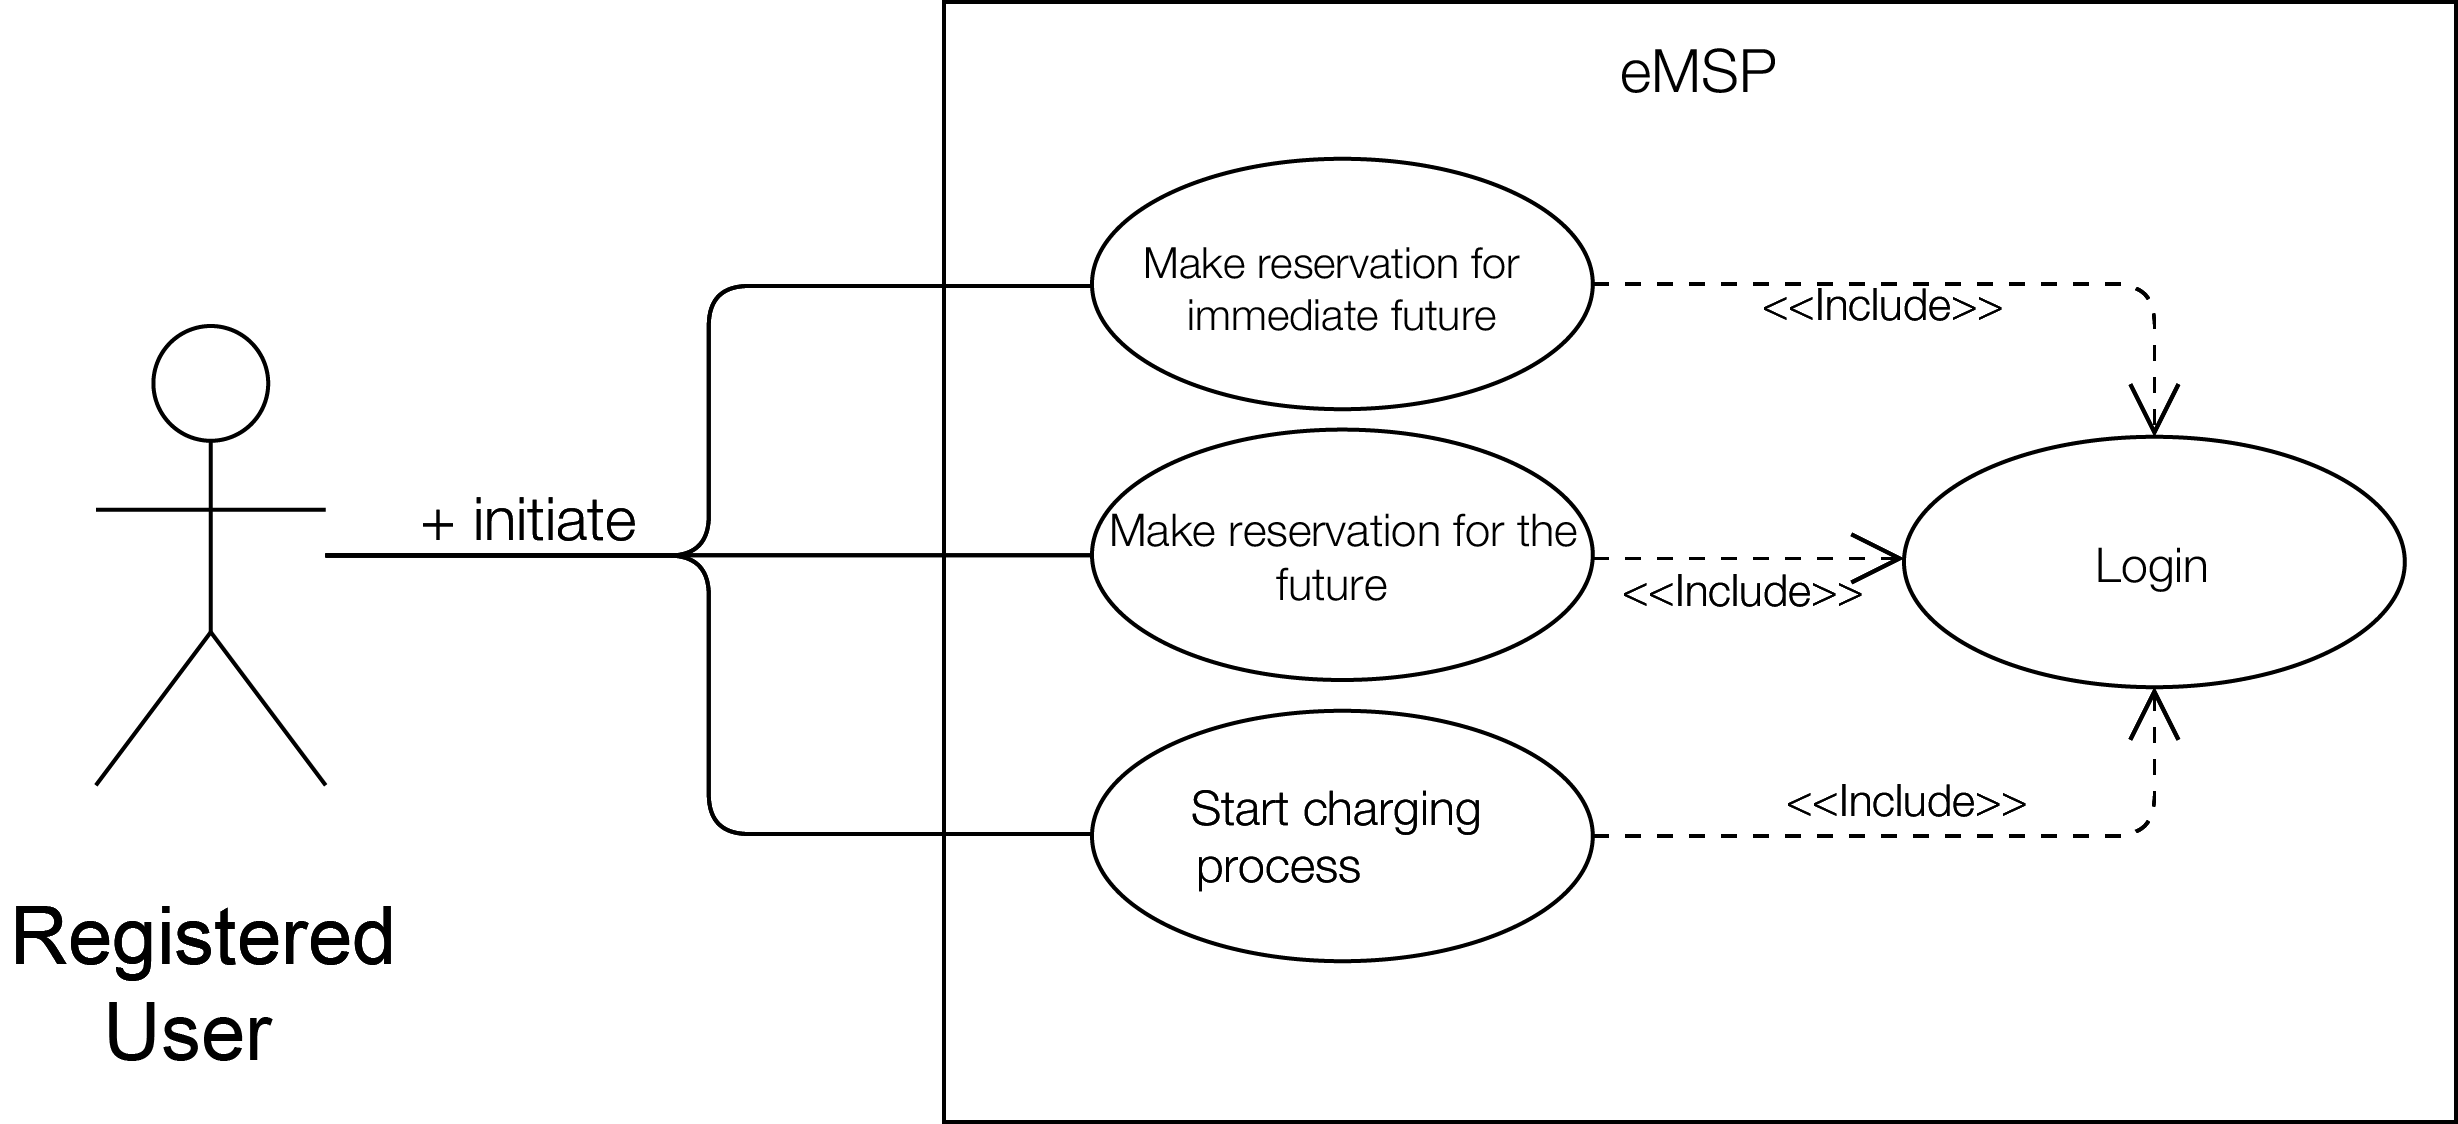 eMSP
Make reservation for
immediate future
<<Include>>
+ initiate
Make reservation for the
future
<<Include>>
Login
Start charging
process
<<Include>>
Registered
User